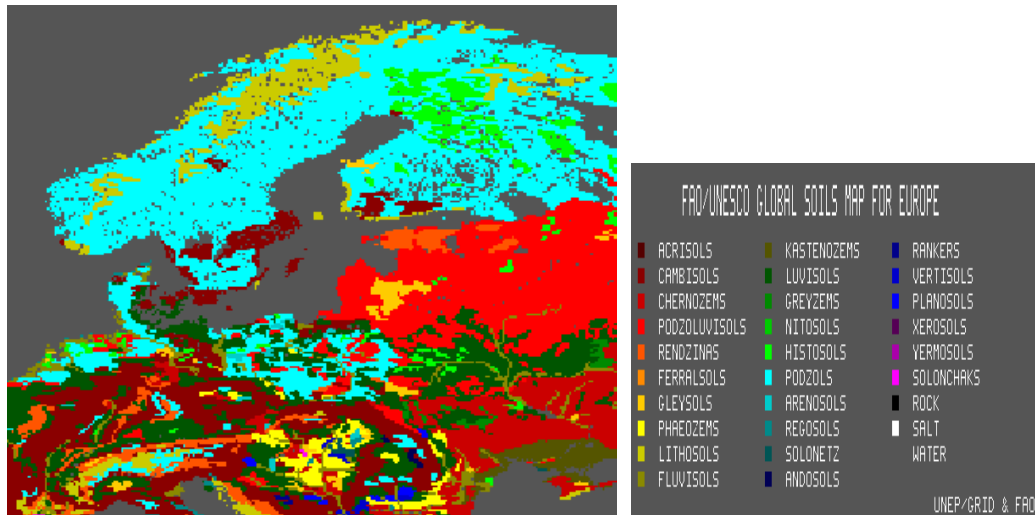 FAO/UNESCO GLOBAL SOILS MAP FOR EUROPE
ACRISOLS
CAMBISOLS
CHERNOZEMS
PODZOLUVISOLS
RENDZINAS
FERRALSOLS
GLEYSOLS
PHAEOZEMS
LITHOSOLS
FLUVISOLS
KASTENOZEMS
LUVISOLS
GREYZEMS
NITOSOLS
HISTOSOLS
PODZOLS
ARENOSOLS
REGOSOLS
SOLONETZ
ANDOSOLS
RANKERS
VERTISOLS
PLANOSOLS
XEROSOLS
YERMOSOLS
SOLONCHAKS
ROCK
SALT
WATER
UNEP/GRID & FAO